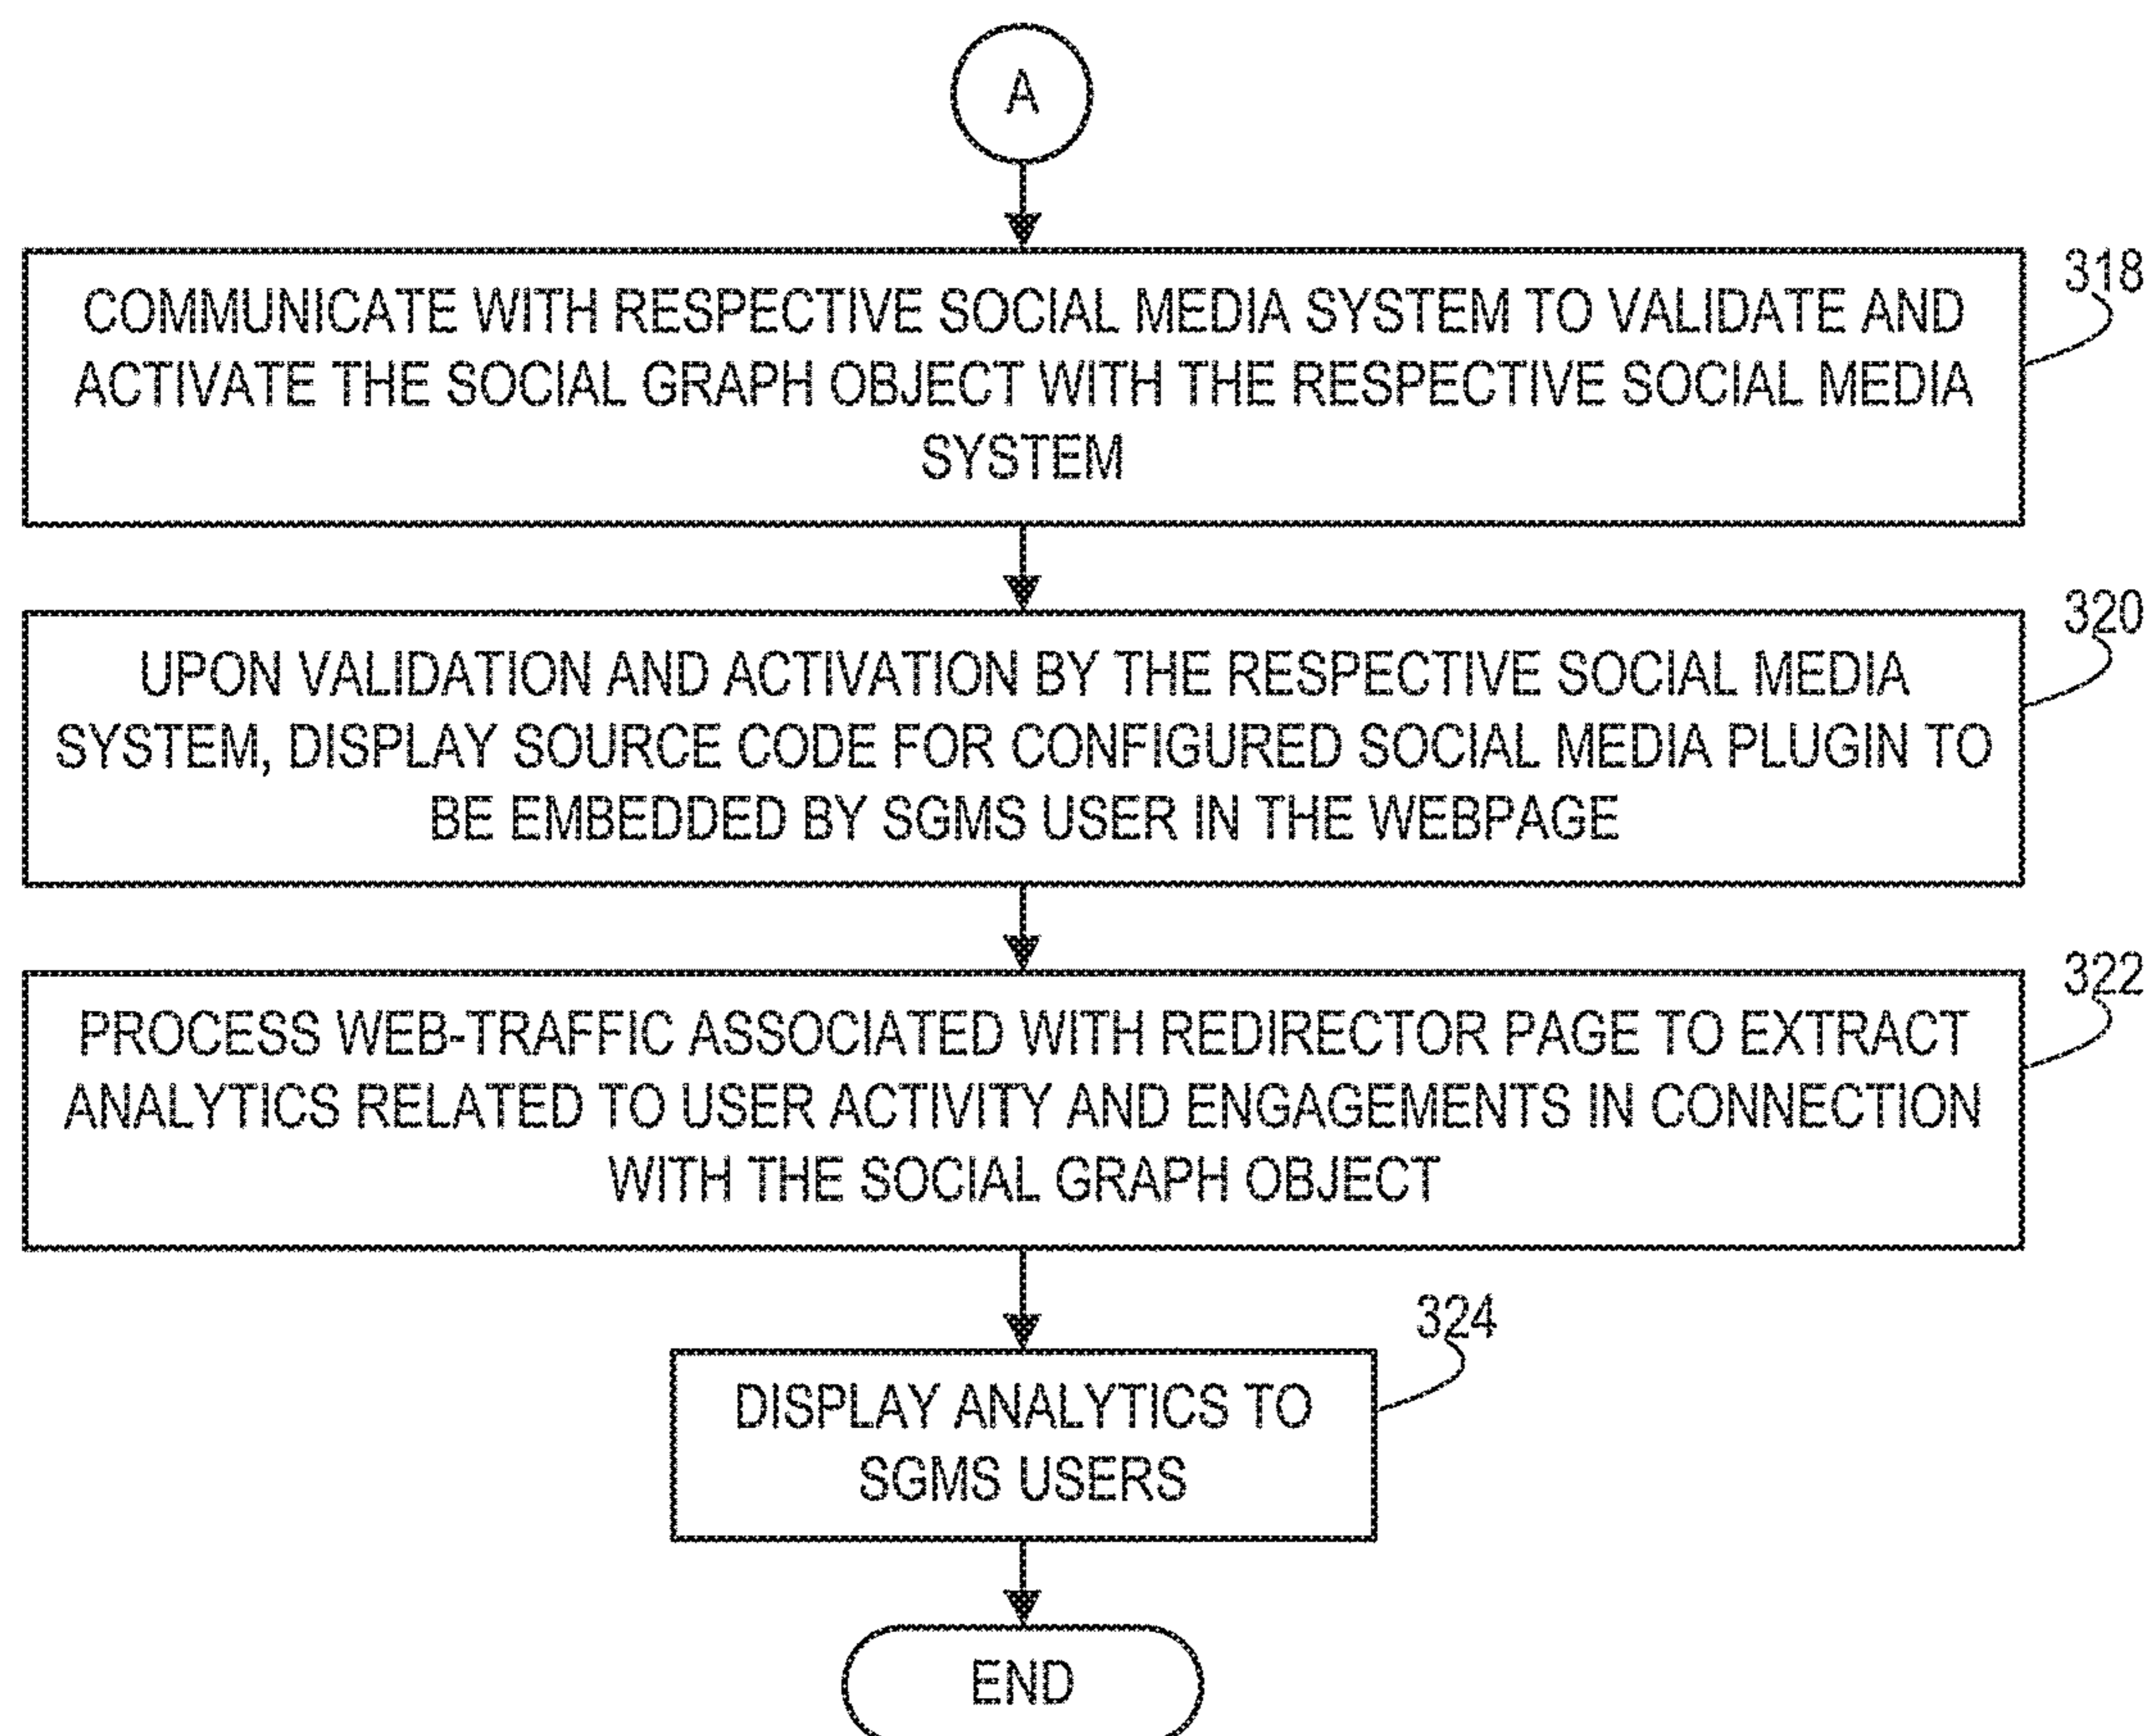 A
318
COMMUNICATE WITH RESPECTIVE SOCIAL MEDIA SYSTEM TO VALIDATE AND
ACTIVATE THE SOCIAL GRAPH OBJECT WITH THE RESPECTIVE SOCIAL MEDIA
SYSTEM
320
UPON VALIDATION AND ACTIVATION BY THE RESPECTIVE SOCIAL MEDIA
SYSTEM, DISPLAY SOURCE CODE FOR CONFIGURED SOCIAL MEDIA PLUGIN TO
BE EMBEDDED BY SGMS USER IN THE WEBPAGE
322
PROCESS WEB-TRAFFIC ASSOCIATED WITH REDIRECTOR PAGE TO EXTRACT
ANALYTICS RELATED TO USER ACTIVITY AND ENGAGEMENTS IN CONNECTION
WITH THE SOCIAL GRAPH OBJECT
324
DISPLAY ANALYTICS TO
SGMS USERS
END